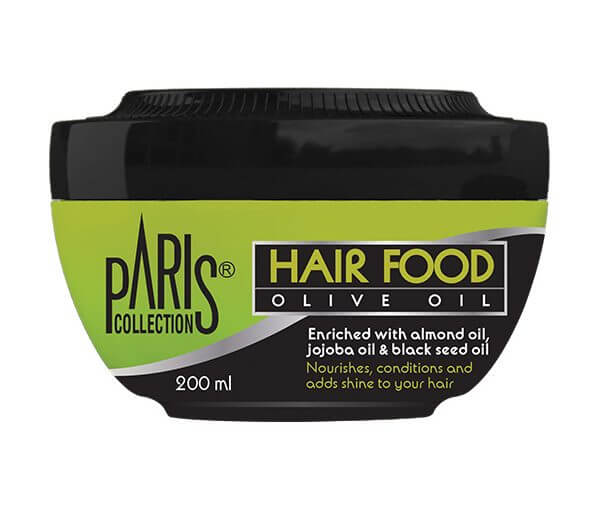 PARIS®
COLLECTION
HAIR FOOD
OLIVE OIL
Enriched with almond oil,
jojoba oil & black seed oil
Nourishes, conditions and
adds shine to your hair
200 ml